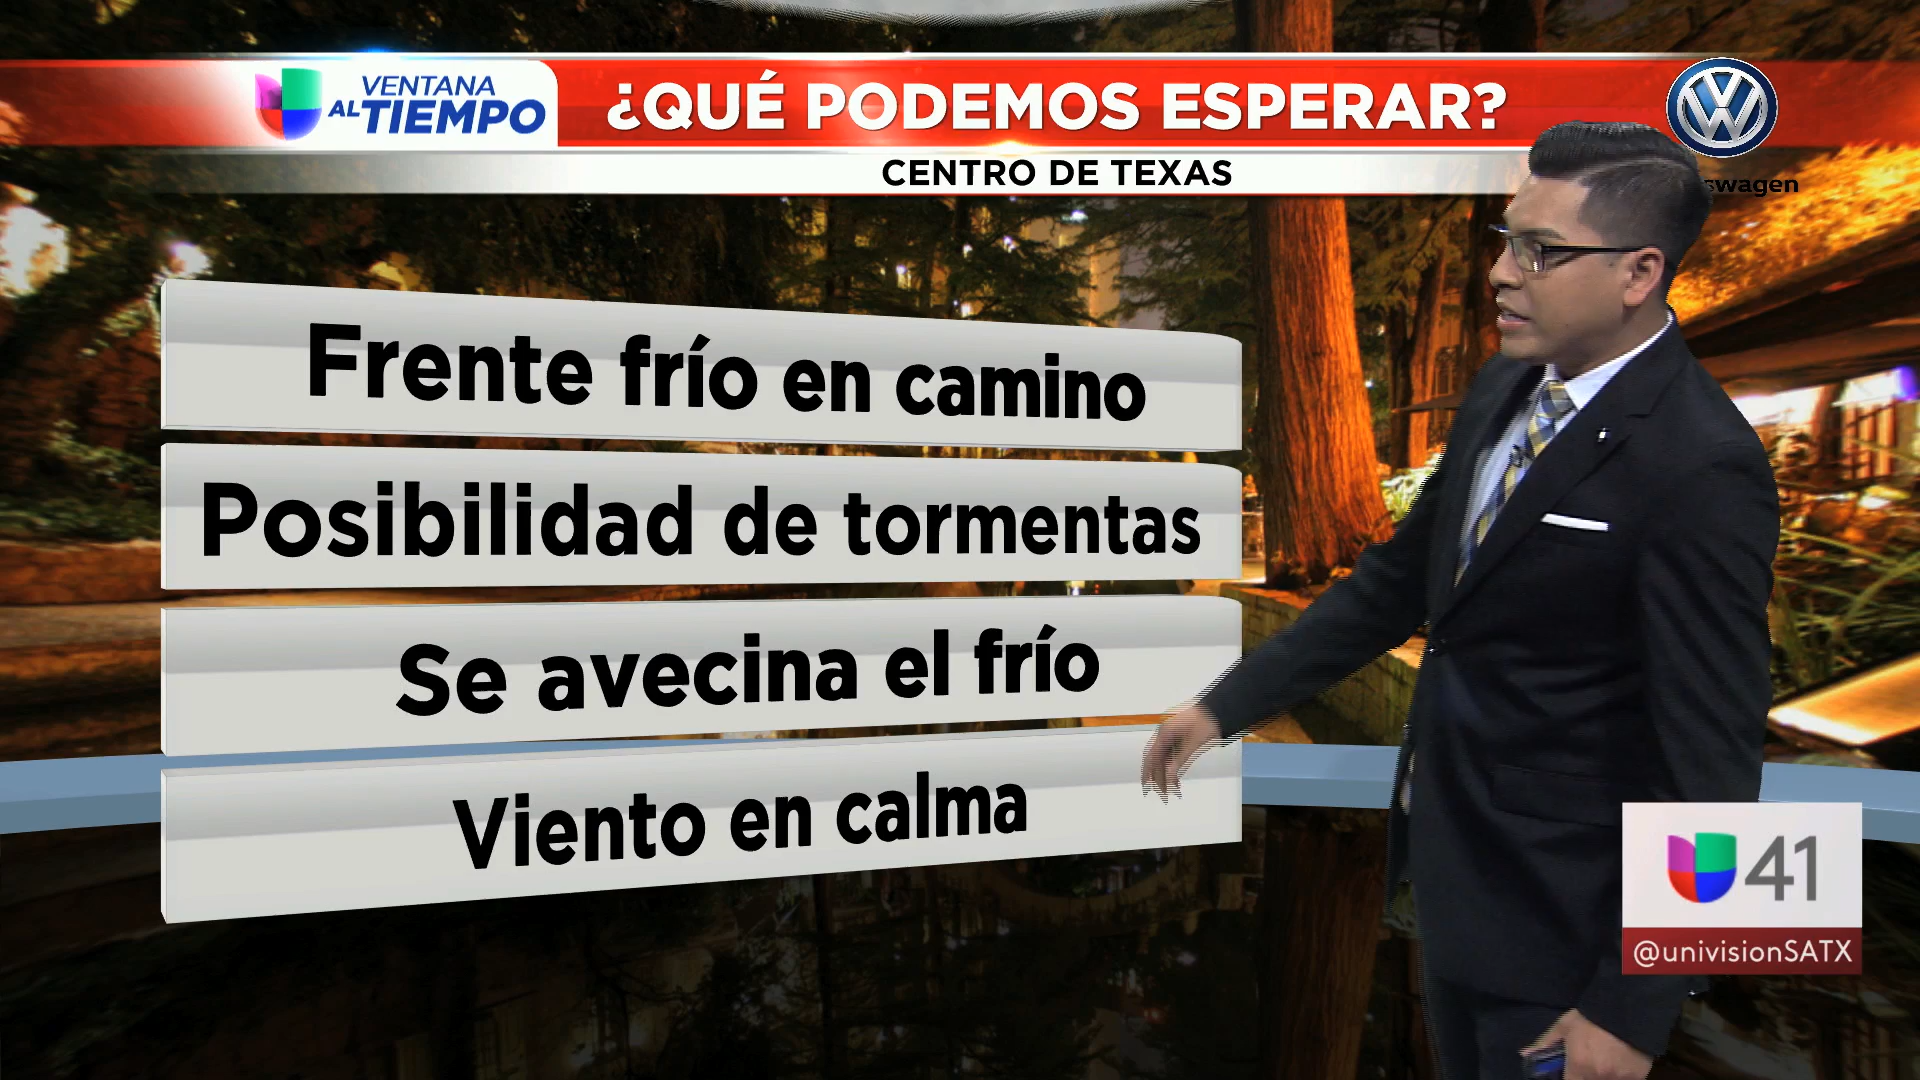 VENTANA
AL TIEMPO
¿QUÉ PODEMOS ESPERAR?
CENTRO DE TEXAS
swagen
Frente frío en camino
Posibilidad de tormentas
Se avecina el frío
Viento en calma
41
@univisionSATX